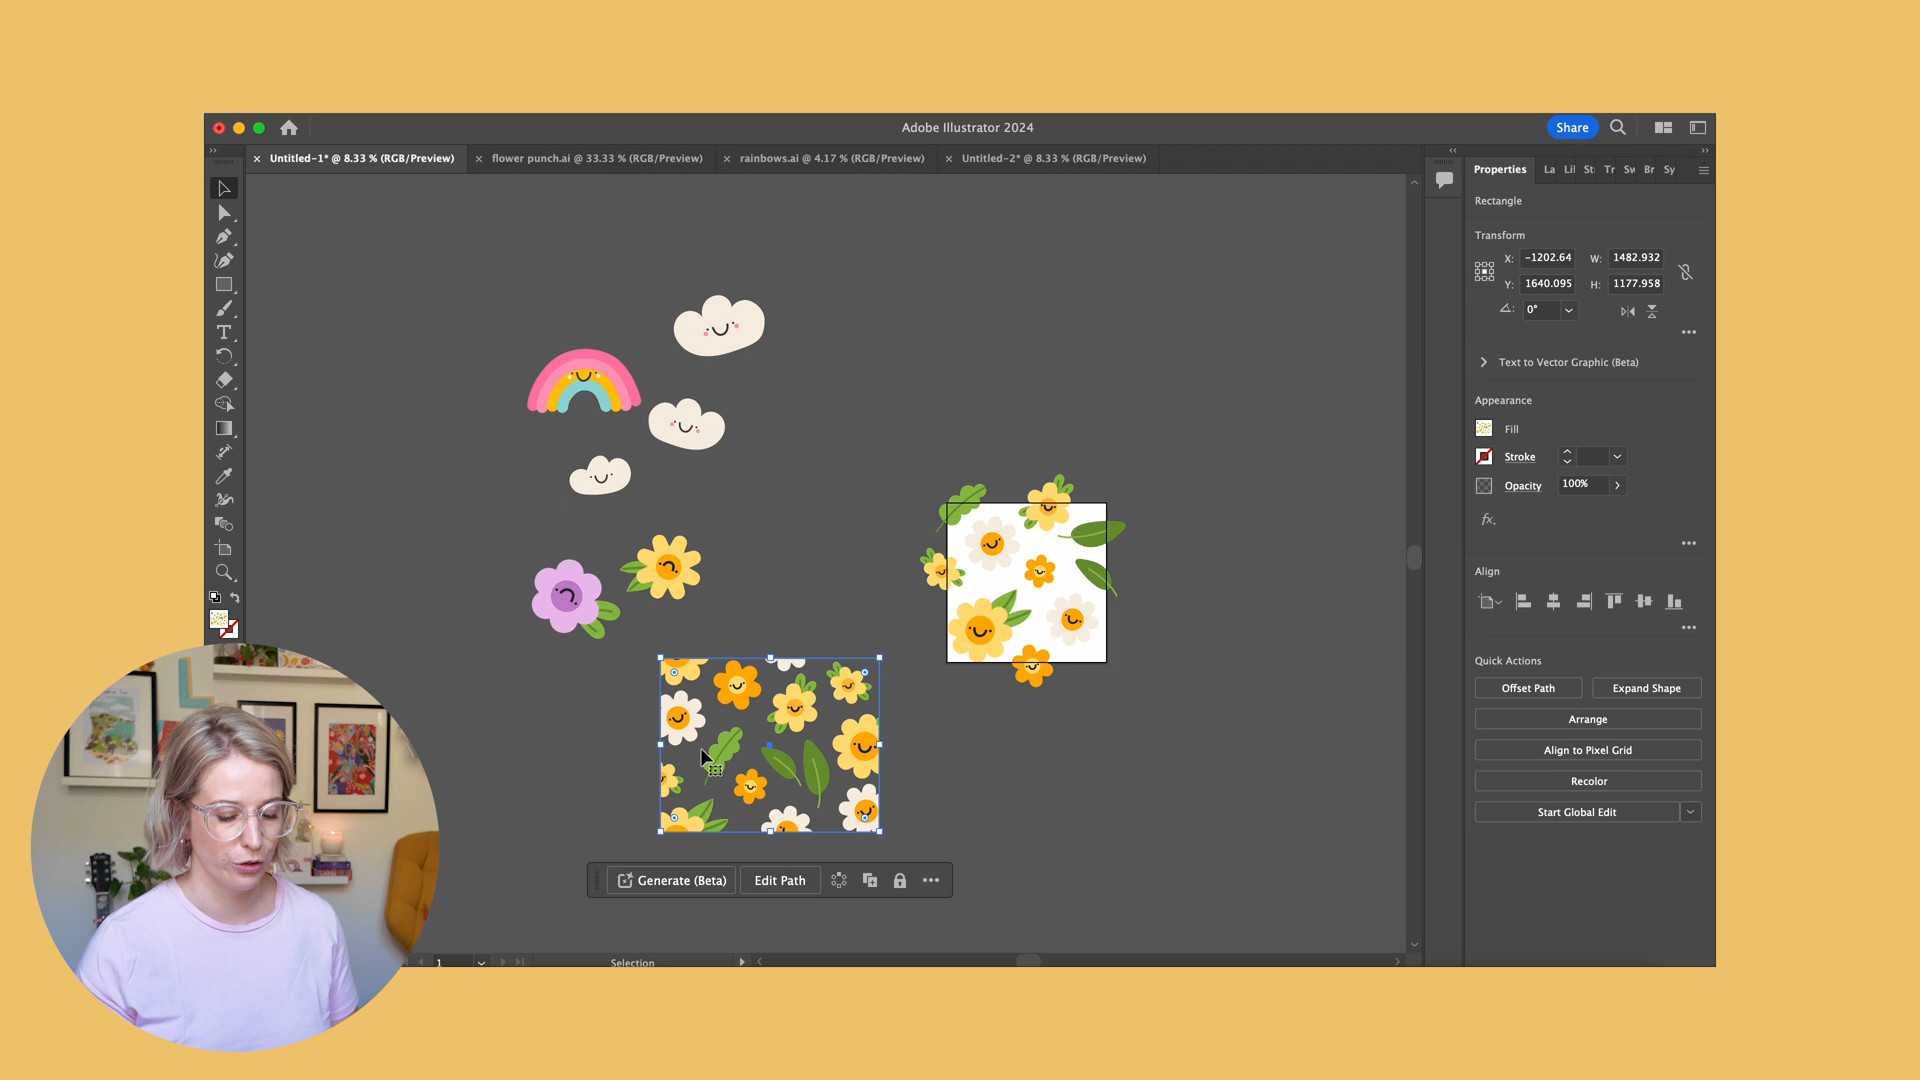 Adobe Illustrator 2024
Share
Untitled-1* @ 8.33 % (RGB/Preview)
flower punch.ai @ 33.33 % (RGB/Preview)
rainbows.ai @ 4.17 % (RGB/Preview)
Untitled-2* @ 8.33 % (RGB/Preview)
Properties
La
Lil
St
Tr
Sw
Br
Sy
Rectangle
Transform
X: -1202.64
W: 1482.932
Y: 1640.095
H: 1177.958
0°
Text to Vector Graphic (Beta)
Appearance
Fill
Stroke
Opacity
100%
fx.
Align
Quick Actions
Offset Path
Expand Shape
Arrange
Align to Pixel Grid
Recolor
Start Global Edit
Generate (Beta)
Edit Path
1
Selection